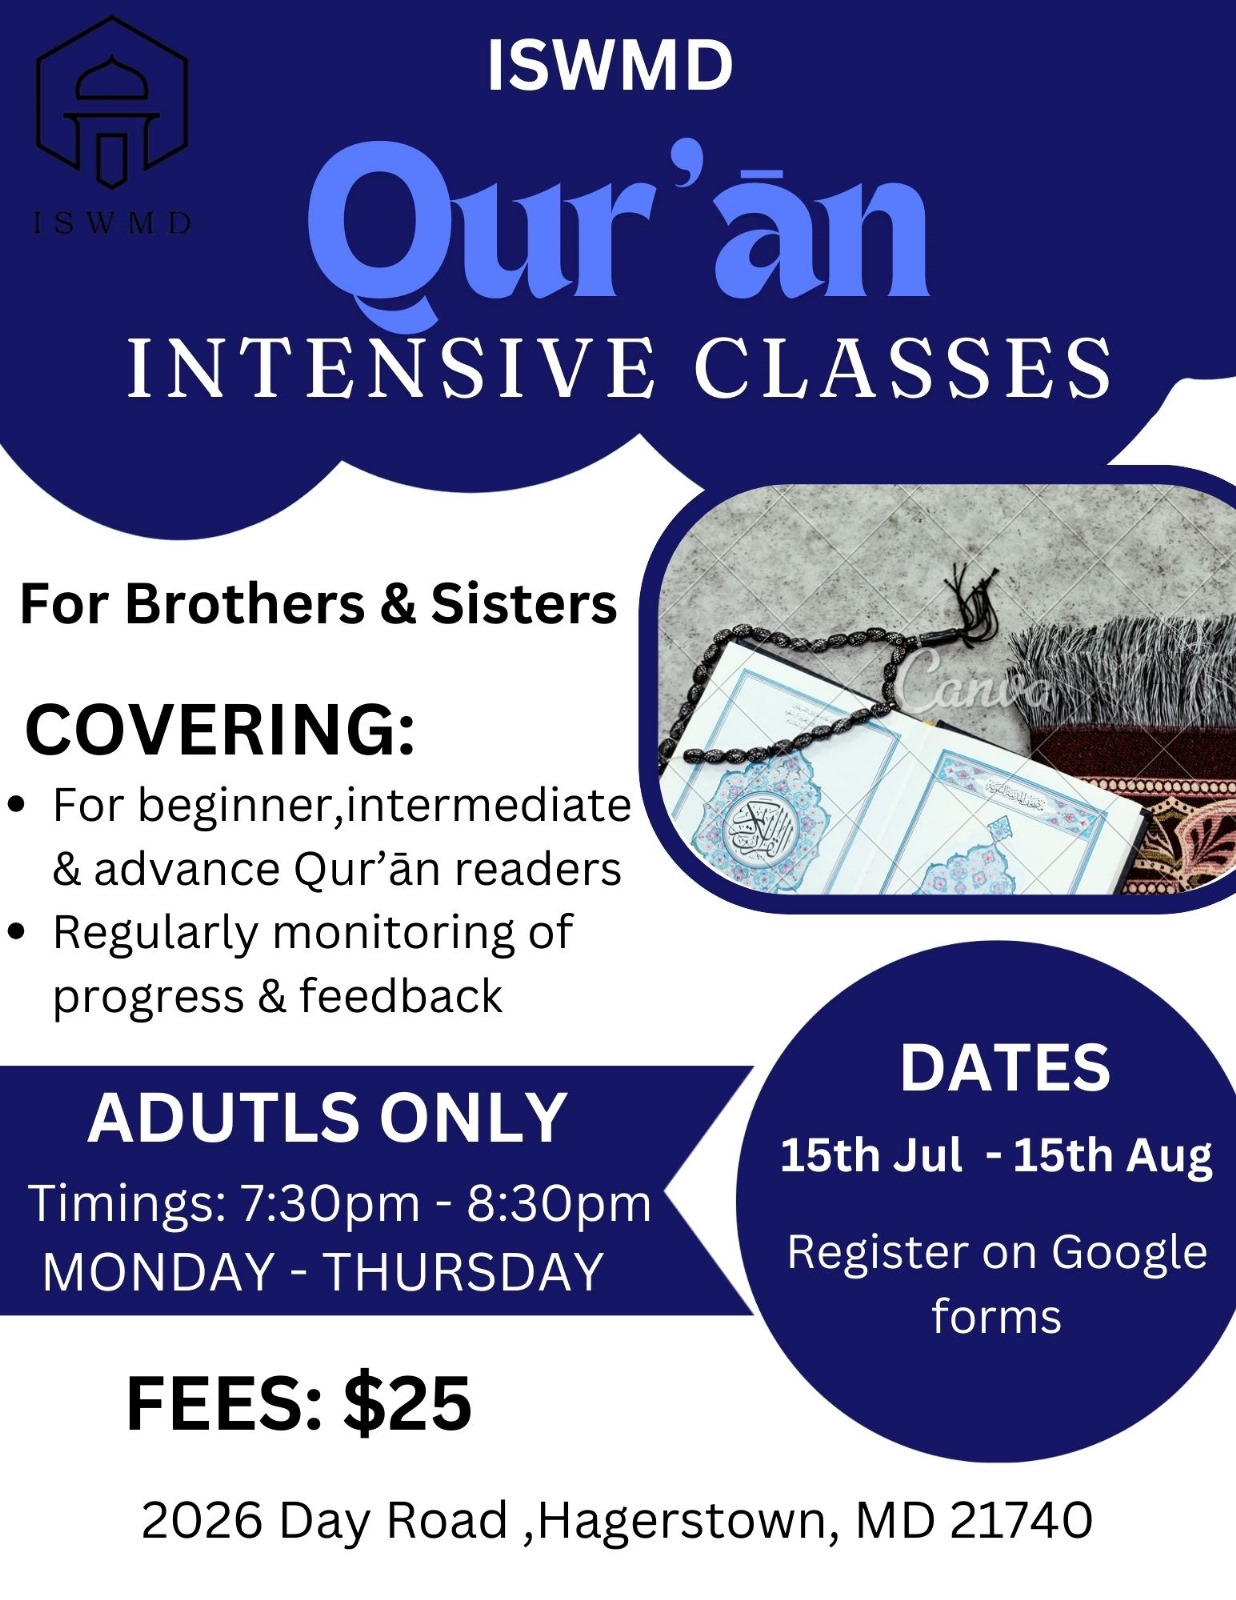 ISWMD
ISWMD
Qur’ān
INTENSIVE CLASSES
For Brothers & Sisters
COVERING:
• For beginner,intermediate
& advance Qur’ān readers
• Regularly monitoring of
progress & feedback
Canva
ADUTLS ONLY
Timings: 7:30pm - 8:30pm
MONDAY - THURSDAY
DATES
15th Jul - 15th Aug
Register on Google
forms
FEES: $25
2026 Day Road ,Hagerstown, MD 21740